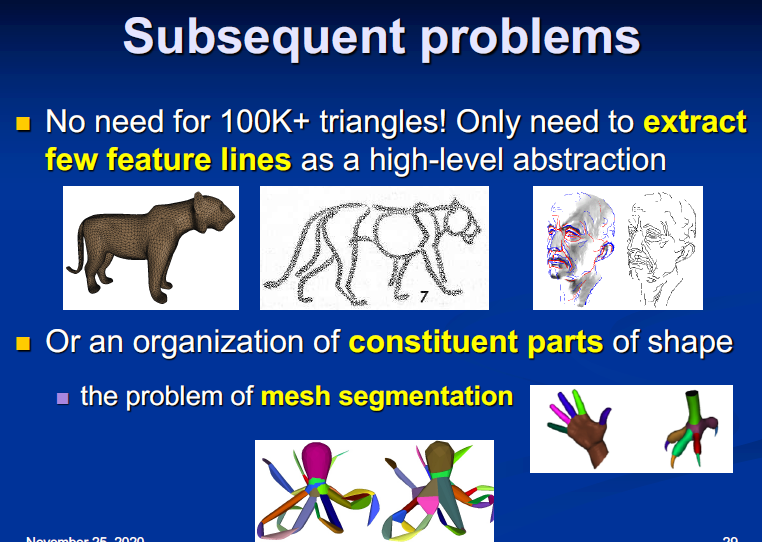 Subsequent problems
No need for 100K+ triangles! Only need to extract
few feature lines as a high-level abstraction
7
Or an organization of constituent parts of shape
the problem of mesh segmentation
November 25, 2020
29